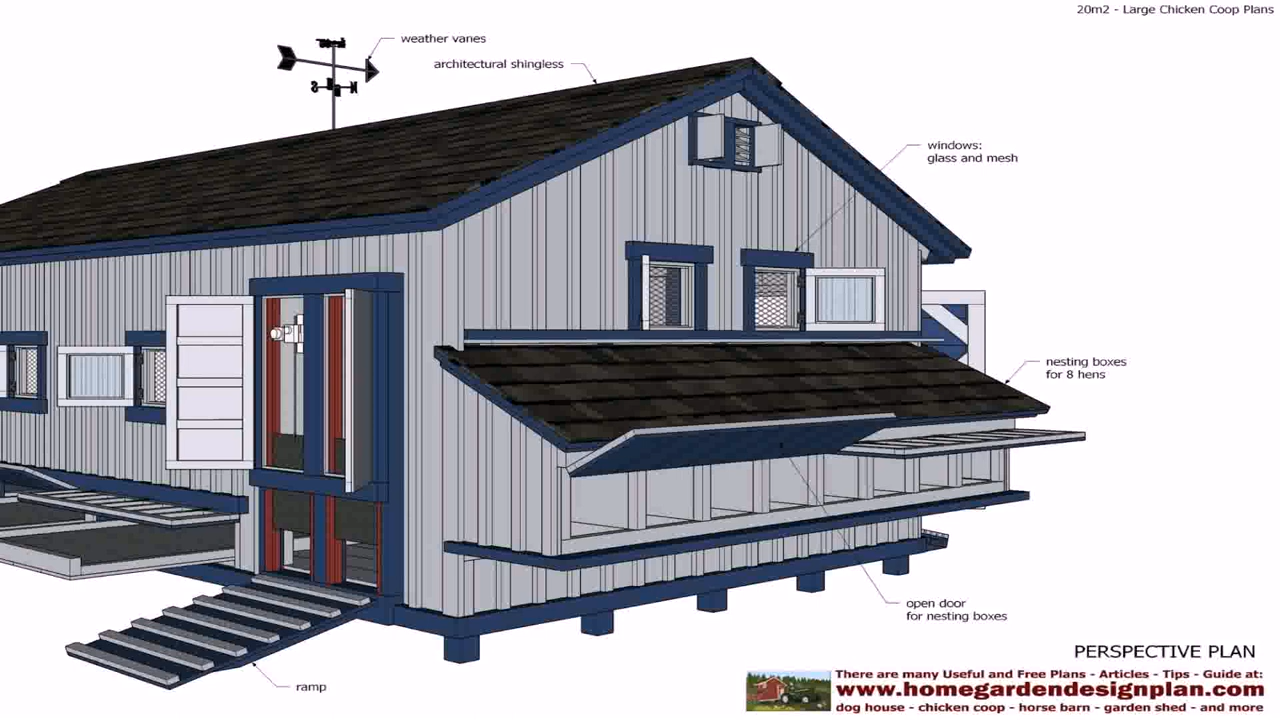 20m2 - Large Chicken Coop Plans
weather vanes
architectural shingless
S
N
windows:
glass and mesh
nesting boxes
for 8 hens
open door
for nesting boxes
ramp
PERSPECTIVE PLAN
There are many Useful and Free Plans - Articles - Tips - Guide at:
www.homegardendesignplan.com
dog house - chicken coop - horse barn - garden shed - and more